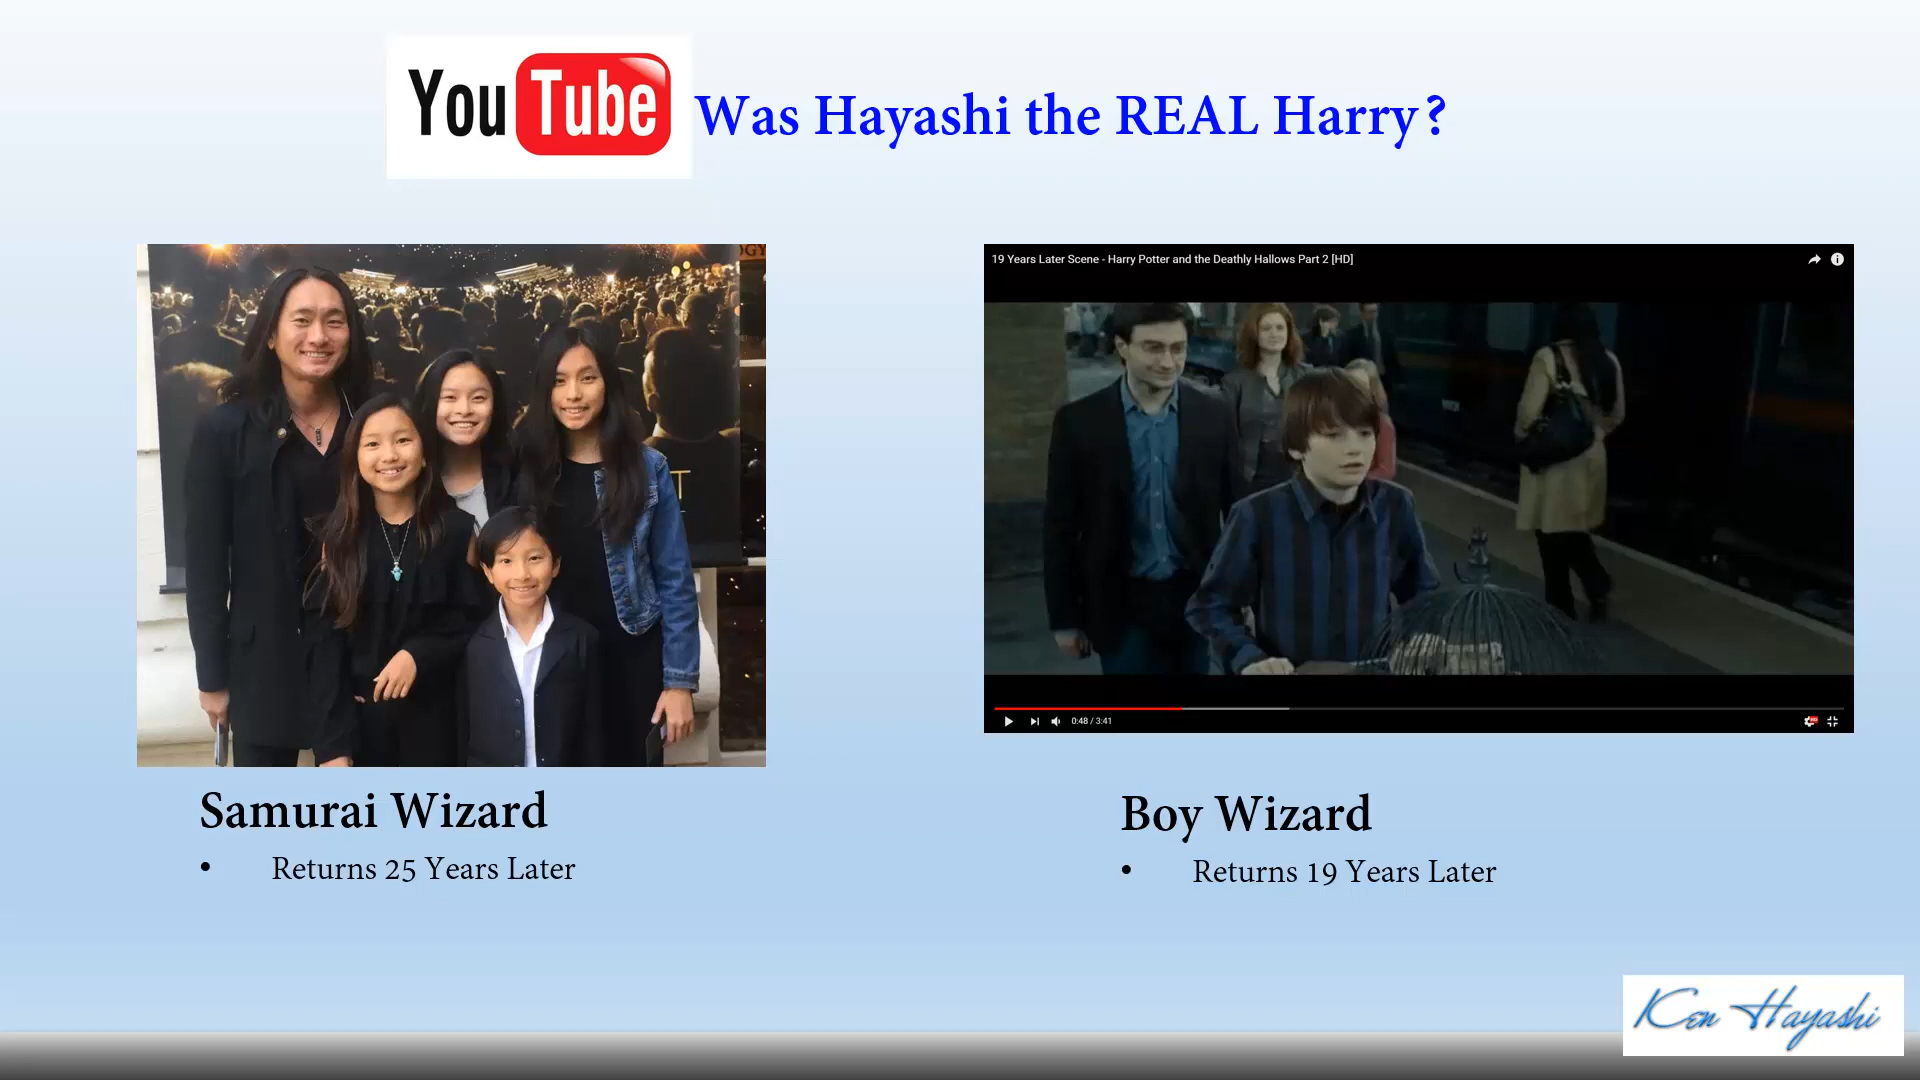 You Tube
Was Hayashi the REAL Harry?
OGY
T
19 Years Later Scene - Harry Potter and the Deathly Hallows Part 2 [HD]
0:48 / 3:41
Samurai Wizard
• Returns 25 Years Later
Boy Wizard
• Returns 19 Years Later
Ken Hayashi